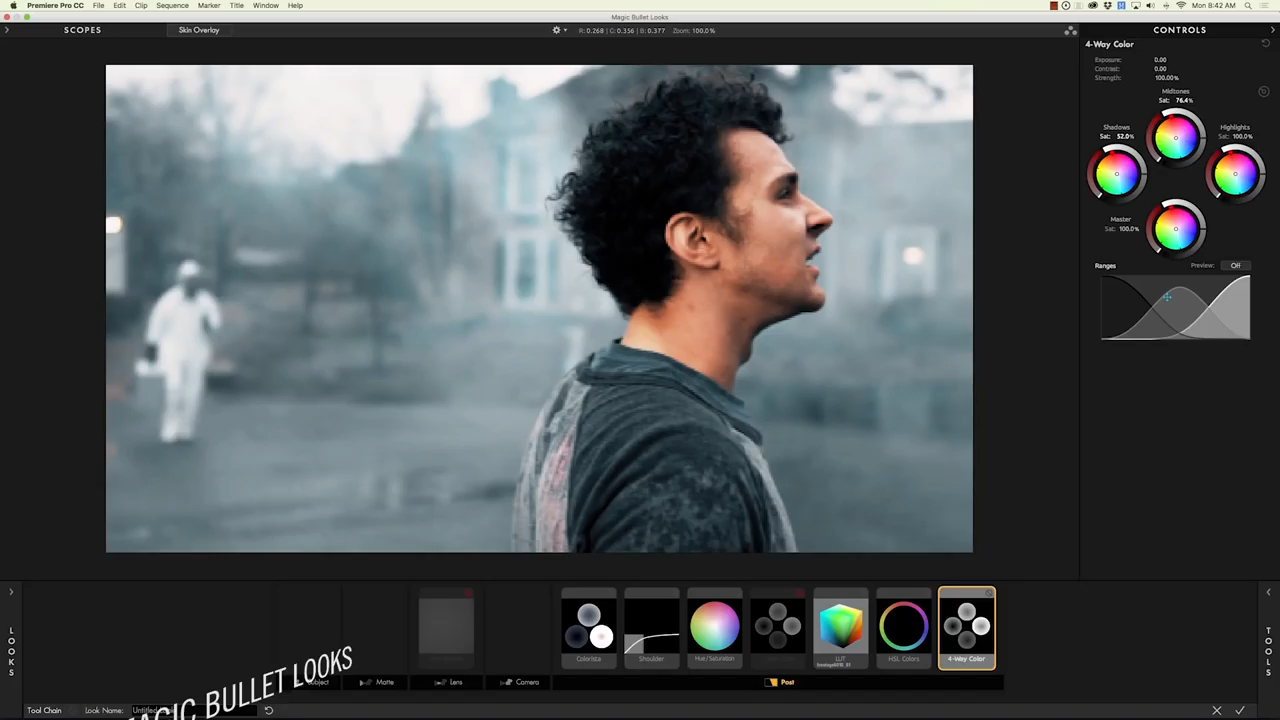 Premiere Pro CC File Edit Clip Sequence Marker Title Window Help Mon 8:42 AM
Magic Bullet Looks
SCOPES Skin Overlay R:0.268 | G:0.356 | B:0.377 Zoom: 100.0% CONTROLS
4-Way Color
Exposure: 0.00
Contrast: 0.00
Strength: 100.00%
Midtones
Sat: 76.4%
Shadows Highlights
Sat: 52.0% Sat: 100.0%
Master
Sat: 100.0%
Ranges Preview: Off
LOOKS
TOOLS
Colorista Shoulder Hue/Saturation LUT HSL Colors 4-Way Color
Subject Matte Lens Camera Post
MAGIC BULLET LOOKS
Tool Chain Look Name: Untitled